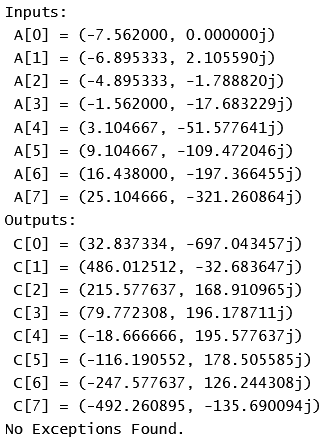 Inputs:
A[0] = (-7.562000, 0.000000j)
A[1] = (-6.895333, 2.105590j)
A[2] = (-4.895333, -1.788820j)
A[3] = (-1.562000, -17.683229j)
A[4] = (3.104667, -51.577641j)
A[5] = (9.104667, -109.472046j)
A[6] = (16.438000, -197.366455j)
A[7] = (25.104666, -321.260864j)
Outputs:
C[0] = (32.837334, -697.043457j)
C[1] = (486.012512, -32.683647j)
C[2] = (215.577637, 168.910965j)
C[3] = (79.772308, 196.178711j)
C[4] = (-18.666666, 195.577637j)
C[5] = (-116.190552, 178.505585j)
C[6] = (-247.577637, 126.244308j)
C[7] = (-492.260895, -135.690094j)
No Exceptions Found.